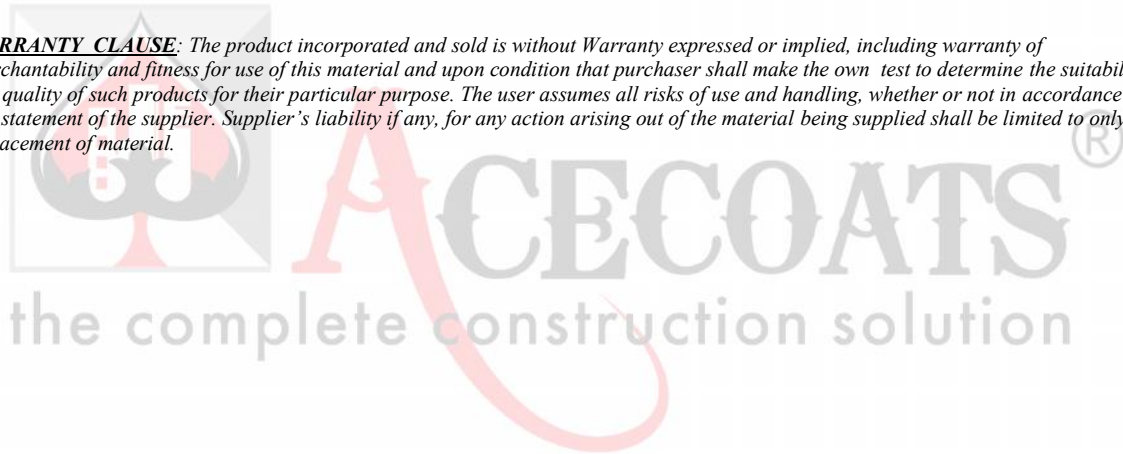 RRANTY CLAUSE: The product incorporated and sold is without Warranty expressed or implied, including warranty of
rchantability and fitness for use of this material and upon condition that purchaser shall make the own test to determine the suitabil
quality of such products for their particular purpose. The user assumes all risks of use and handling, whether or not in accordance
statement of the supplier. Supplier's liability if any, for any action arising out of the material being supplied shall be limited to only
acement of material.
ACECOATS®
the complete construction solution